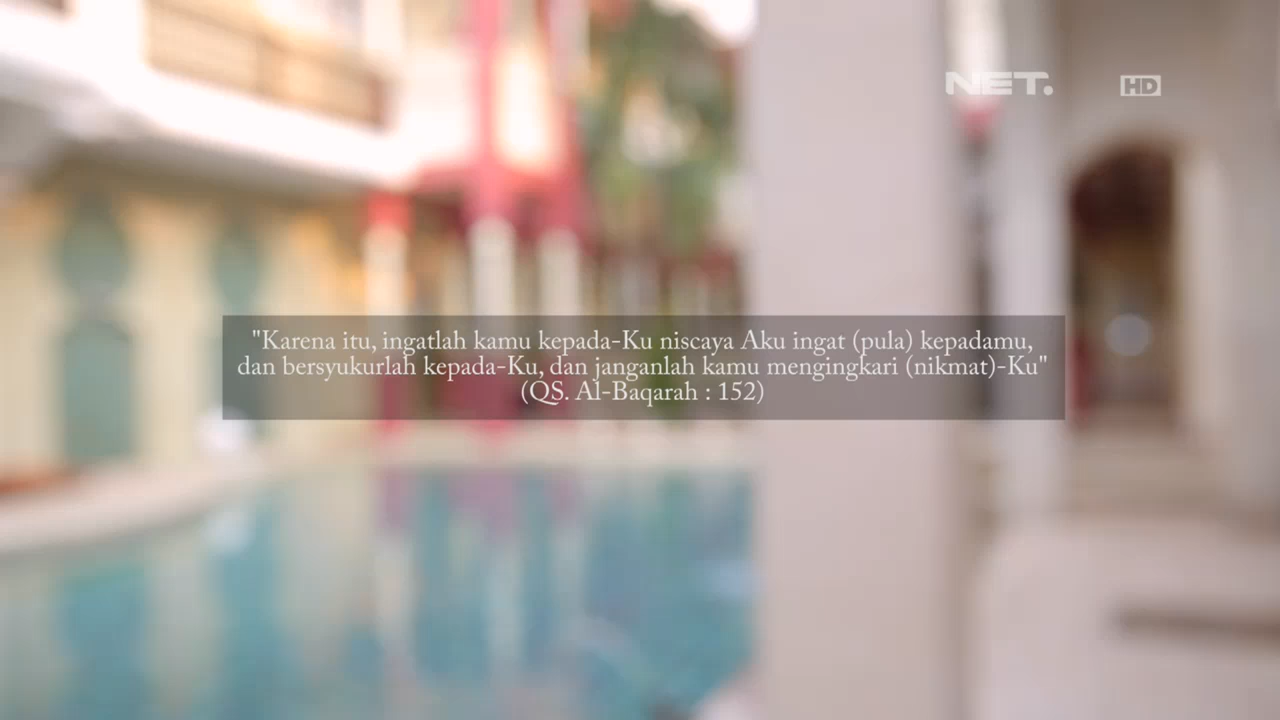 NET.
HD
"Karena itu, ingatlah kamu kepada-Ku niscaya Aku ingat (pula) kepadamu,
dan bersyukurlah kepada-Ku, dan janganlah kamu mengingkari (nikmat)-Ku"
(QS. Al-Baqarah : 152)